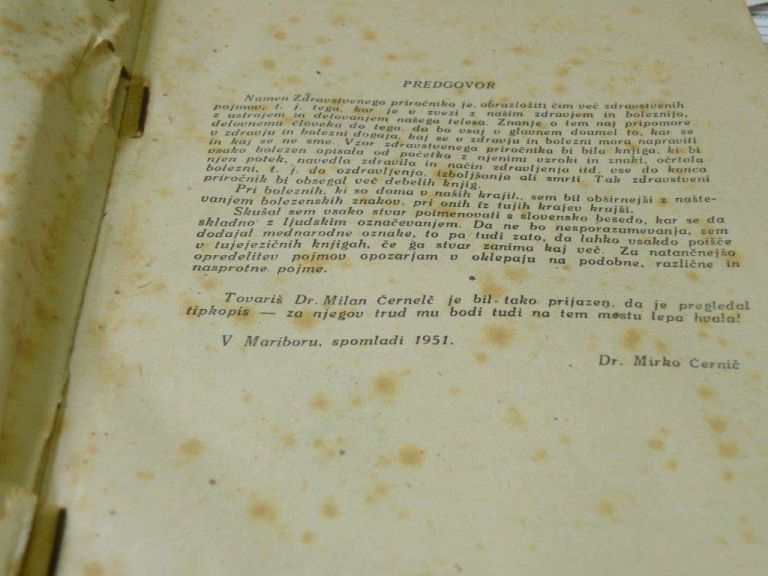 PREDGOVOR
Namen Zdravstvenega priročnika je, obrazložiti čim več zdravstvenih
pojmov, t. j. tega, kar je v zvezi z našim zdravjem in boleznijo,
z ustrojem in delovanjem našega telesa. Znanje o tem naj pripomore
delovnemu človeku do tega, da bo vsaj v glavnem doumel to, kar se
v zdravju in bolezni dogaja, kaj se v zdravju in bolezni mora napraviti
in kaj se ne sme. Vzor zdravstvenega priročnika bi bila knjiga, ki bi
vsako bolezen opisala od početka z njenimi vzroki in znaki, očrtala
njen potek, navedla zdravila in način zdravljenja itd. vse do konca
bolezni, t. j. do ozdravljenja, izboljšanja ali smrti. Tak zdravstveni
priročnik bi obsegal več debelih knjig.
Pri boleznih, ki so doma v naših krajih, sem bil obširnejši z našte-
vanjem bolezenskih znakov, pri onih iz tujih krajev krajši.
Skušal sem vsako stvar poimenovati s slovensko besedo, kar se da
skladno z ljudskim označevanjem. Da ne bo nesporazumevanja, sem
dodajal mednarodne oznake, to pa tudi zato, da lahko vsakdo poišče
v tujejezičnih knjigah, če ga stvar zanima kaj več. Za natančnejšo
opredelitev pojmov opozarjam v oklepaju na podobne, različne in
nasprotne pojme.
Tovariš Dr. Milan Černelč je bil tako prijazen, da je pregledal
tipkopis — za njegov trud mu bodi tudi na tem mestu lepa hvala!
V Mariboru, spomladi 1951.
Dr. Mirko Černič